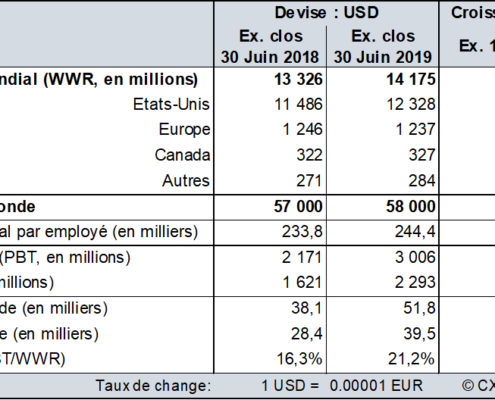 Devise : USD Croiss
Ex. clos Ex. clos Ex. 1
30 Juin 2018 30 Juin 2019
ndial (WWR, en millions) 13 326 14 175
Etats-Unis 11 486 12 328
Europe 1 246 1 237
Canada 322 327
Autres 271 284
onde 57 000 58 000
al par employé (en milliers) 233,8 244,4
(PBT, en millions) 2 171 3 006
nillions) 1 621 2 293
de (en milliers) 38,1 51,8
e (en milliers) 28,4 39,5
ST/WWR) 16,3% 21,2%
Taux de change: 1 USD = 0.00001 EUR © CX